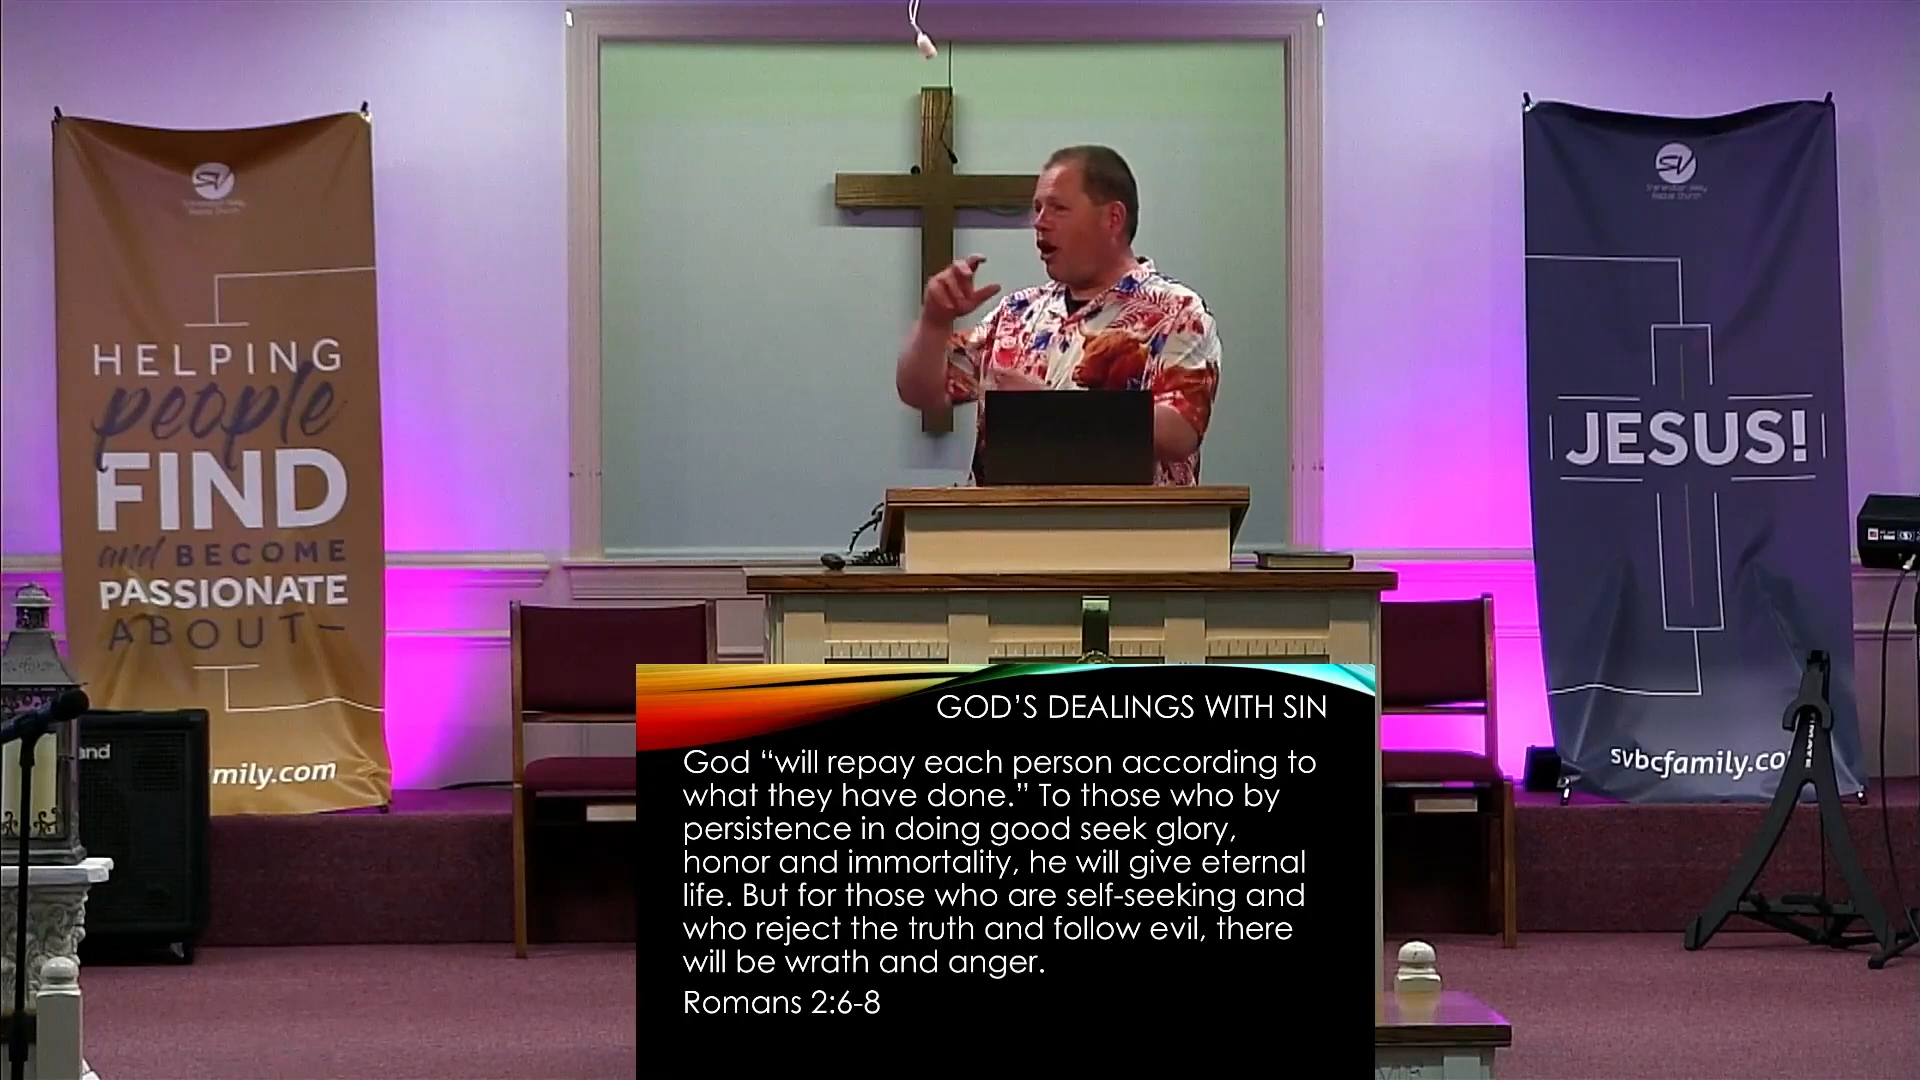 SV
HELPING
people
FIND
and BECOME
PASSIONATE
ABOUT
mily.com
SV
JESUS!
svbcfamily.co
GOD’S DEALINGS WITH SIN
God “will repay each person according to
what they have done.” To those who by
persistence in doing good seek glory,
honor and immortality, he will give eternal
life. But for those who are self-seeking and
who reject the truth and follow evil, there
will be wrath and anger.
Romans 2:6-8